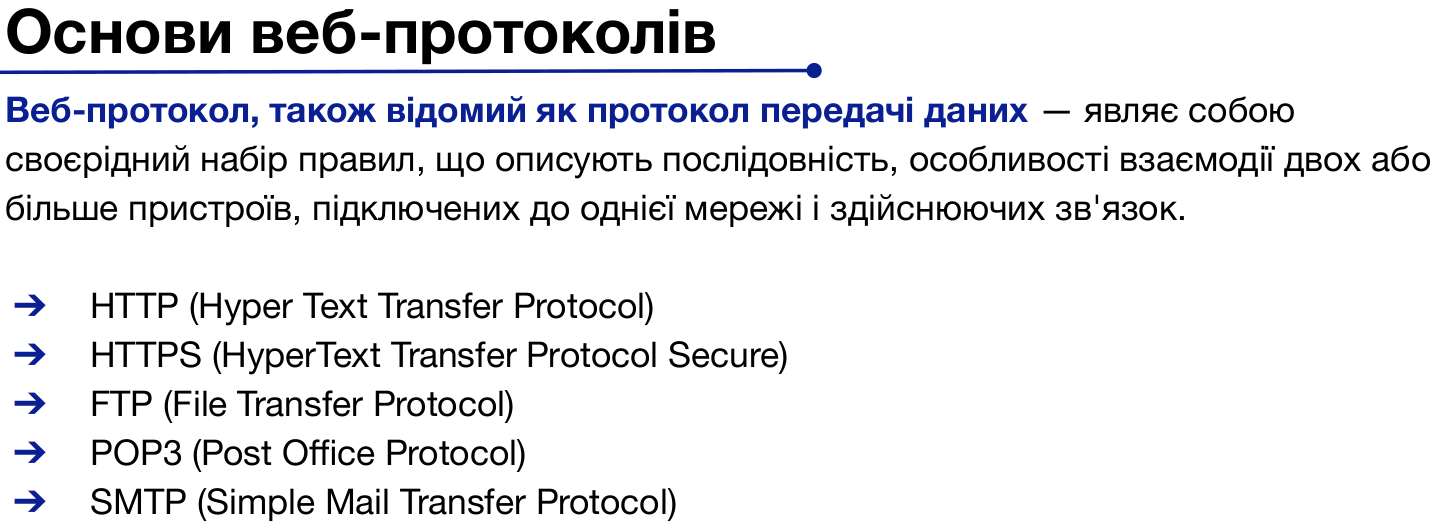 Основи веб-протоколів
Веб-протокол, також відомий як протокол передачі даних — являє собою
своєрідний набір правил, що описують послідовність, особливості взаємодії двох або
більше пристроїв, підключених до однієї мережі і здійснюючих зв'язок.
➔ HTTP (Hyper Text Transfer Protocol)
➔ HTTPS (HyperText Transfer Protocol Secure)
➔ FTP (File Transfer Protocol)
➔ POP3 (Post Office Protocol)
➔ SMTP (Simple Mail Transfer Protocol)